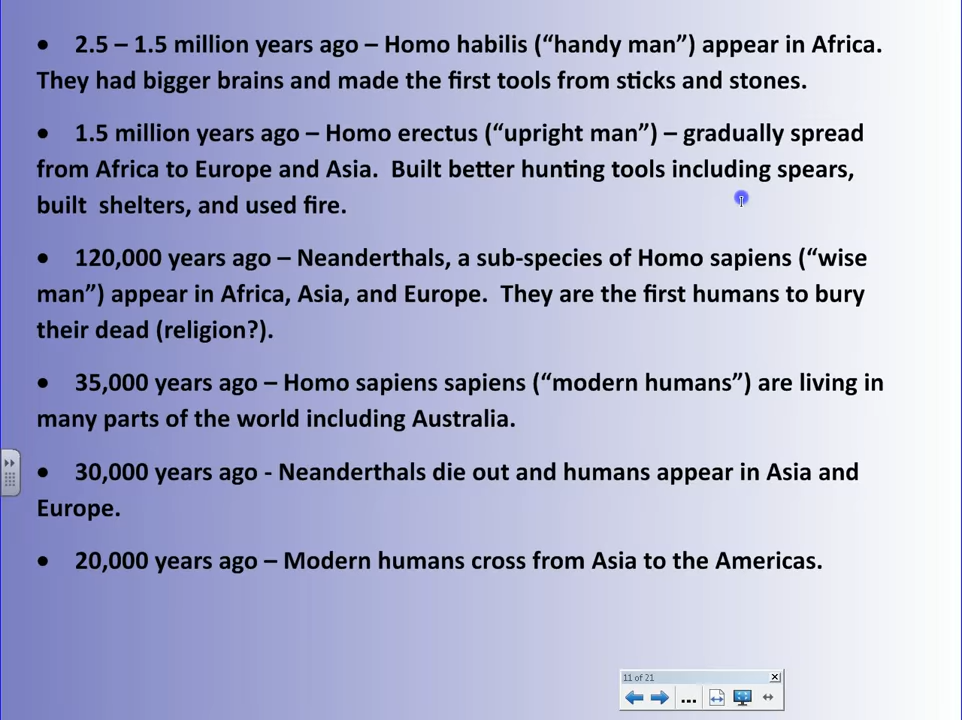 • 2.5 – 1.5 million years ago – Homo habilis (“handy man”) appear in Africa.
They had bigger brains and made the first tools from sticks and stones.
• 1.5 million years ago – Homo erectus (“upright man”) – gradually spread
from Africa to Europe and Asia.  Built better hunting tools including spears,
built  shelters, and used fire.
• 120,000 years ago – Neanderthals, a sub-species of Homo sapiens (“wise
man”) appear in Africa, Asia, and Europe.  They are the first humans to bury
their dead (religion?).
• 35,000 years ago – Homo sapiens sapiens (“modern humans”) are living in
many parts of the world including Australia.
• 30,000 years ago - Neanderthals die out and humans appear in Asia and
Europe.
• 20,000 years ago – Modern humans cross from Asia to the Americas.
11 of 21